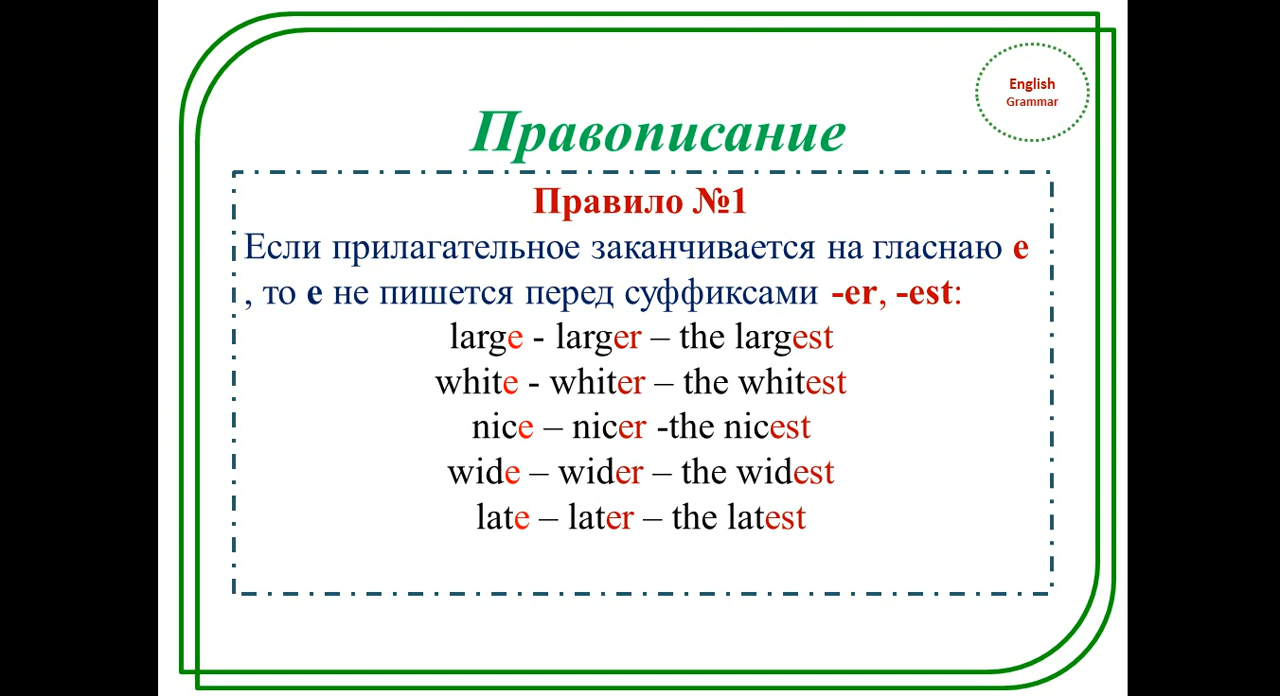 English
Grammar
Правописание
Правило №1
Если прилагательное заканчивается на гласнаю е
, то е не пишется перед суффиксами -er, -est:
large - larger – the largest
white - whiter – the whitest
nice – nicer -the nicest
wide – wider – the widest
late – later – the latest